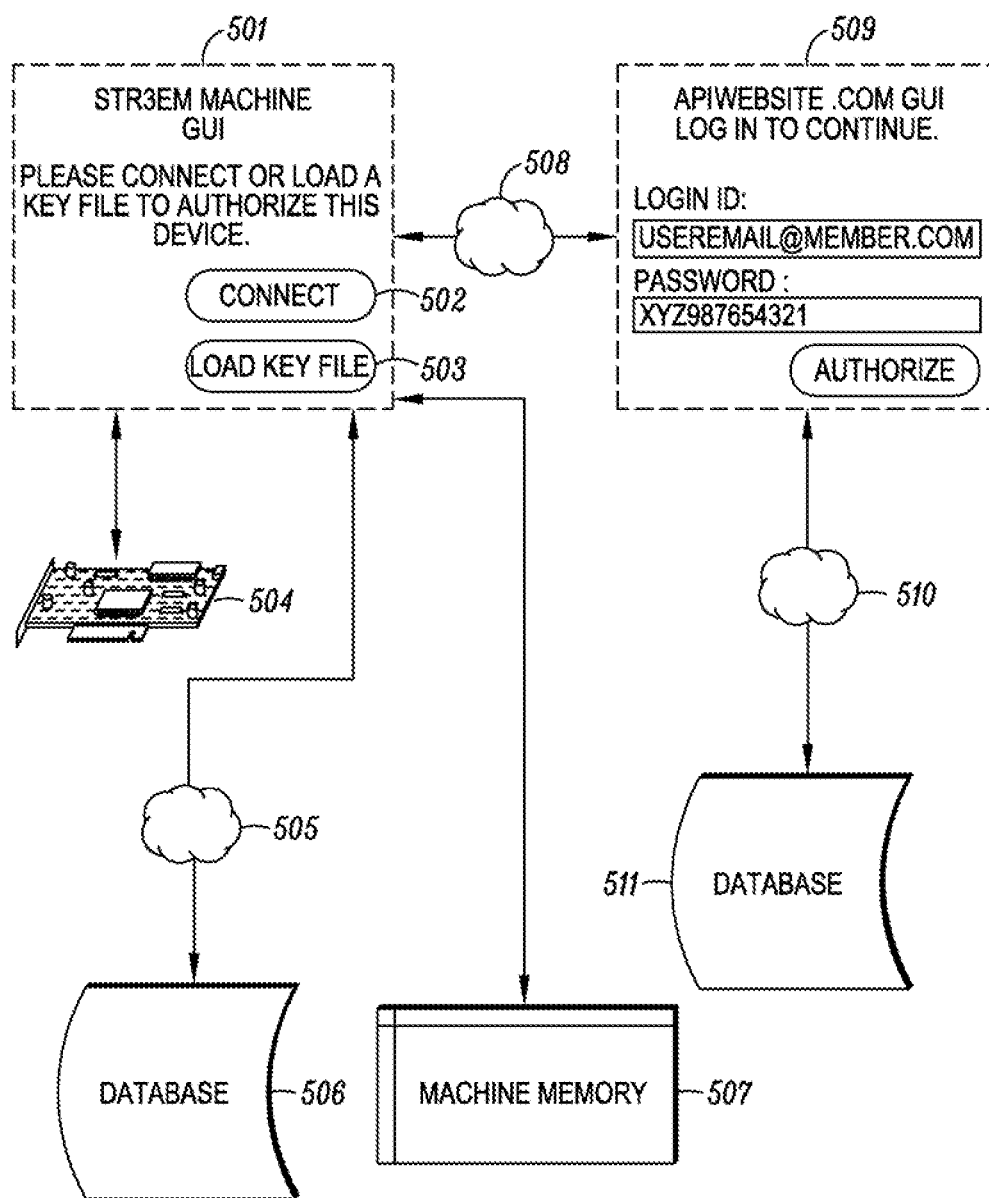 501
STR3EM MACHINE
GUI
PLEASE CONNECT OR LOAD A
KEY FILE TO AUTHORIZE THIS
DEVICE.
CONNECT
502
LOAD KEY FILE
503
508
509
APIWEBSITE .COM GUI
LOG IN TO CONTINUE.
LOGIN ID:
USEREMAIL@MEMBER.COM
PASSWORD :
XYZ987654321
AUTHORIZE
504
510
505
511
DATABASE
DATABASE
506
MACHINE MEMORY
507